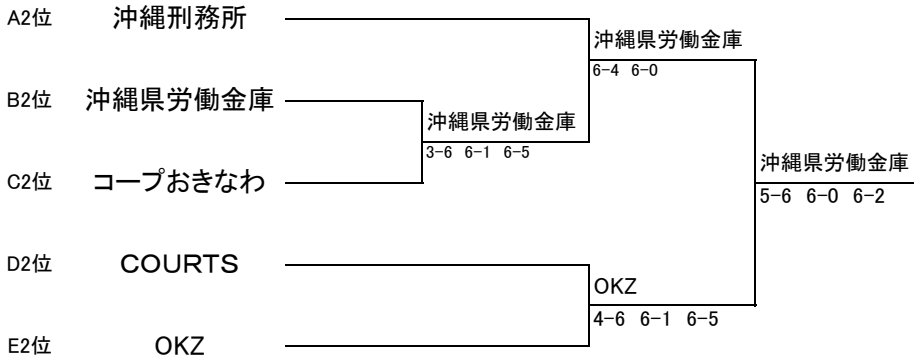 A2位 沖縄刑務所
沖縄県労働金庫
6-4 6-0
B2位 沖縄県労働金庫
沖縄県労働金庫
3-6 6-1 6-5
沖縄県労働金庫
5-6 6-0 6-2
C2位 コープおきなわ
D2位 COURTS
OKZ
4-6 6-1 6-5
E2位 OKZ